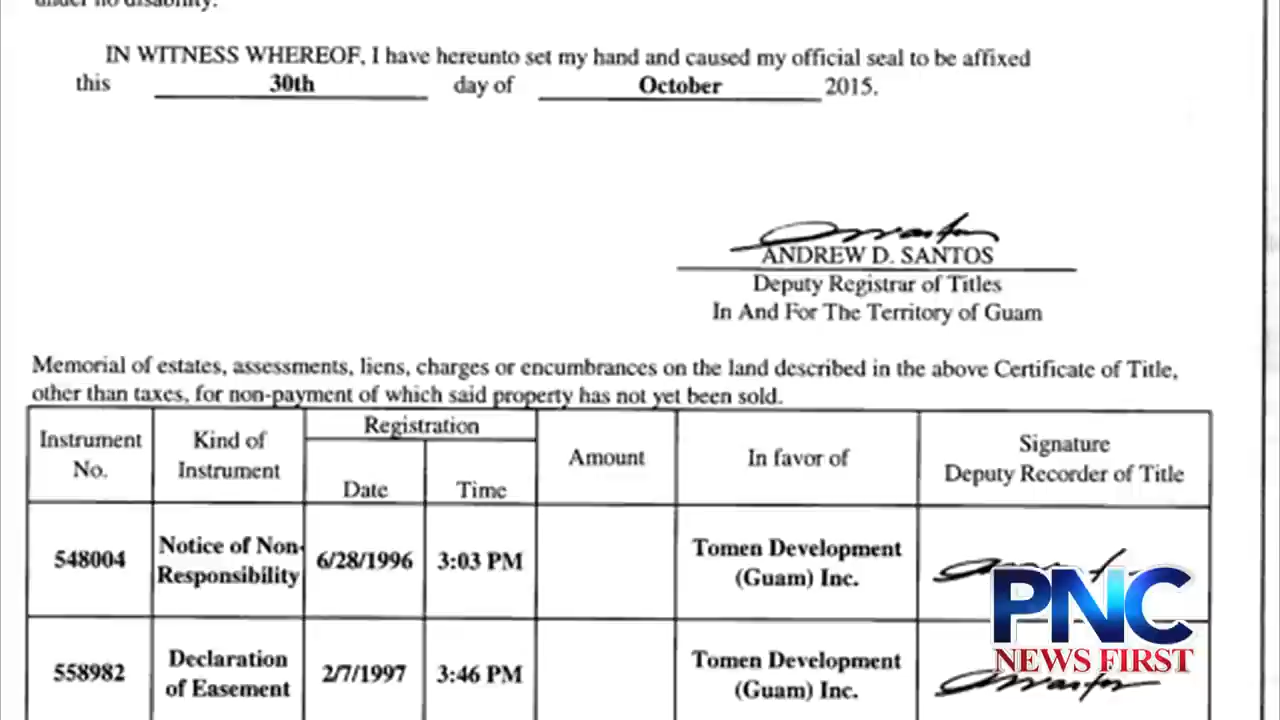 under no disability.
IN WITNESS WHEREOF, I have hereunto set my hand and caused my official seal to be affixed
this 30th day of October 2015.
ANDREW D. SANTOS
Deputy Registrar of Titles
In And For The Territory of Guam
Memorial of estates, assessments, liens, charges or encumbrances on the land described in the above Certificate of Title,
other than taxes, for non-payment of which said property has not yet been sold.
Instrument No. Kind of Instrument Registration Date Time Amount In favor of Signature Deputy Recorder of Title
548004 Notice of Non-Responsibility 6/28/1996 3:03 PM Tomen Development (Guam) Inc.
558982 Declaration of Easement 2/7/1997 3:46 PM Tomen Development (Guam) Inc.
PNC
NEWS FIRST